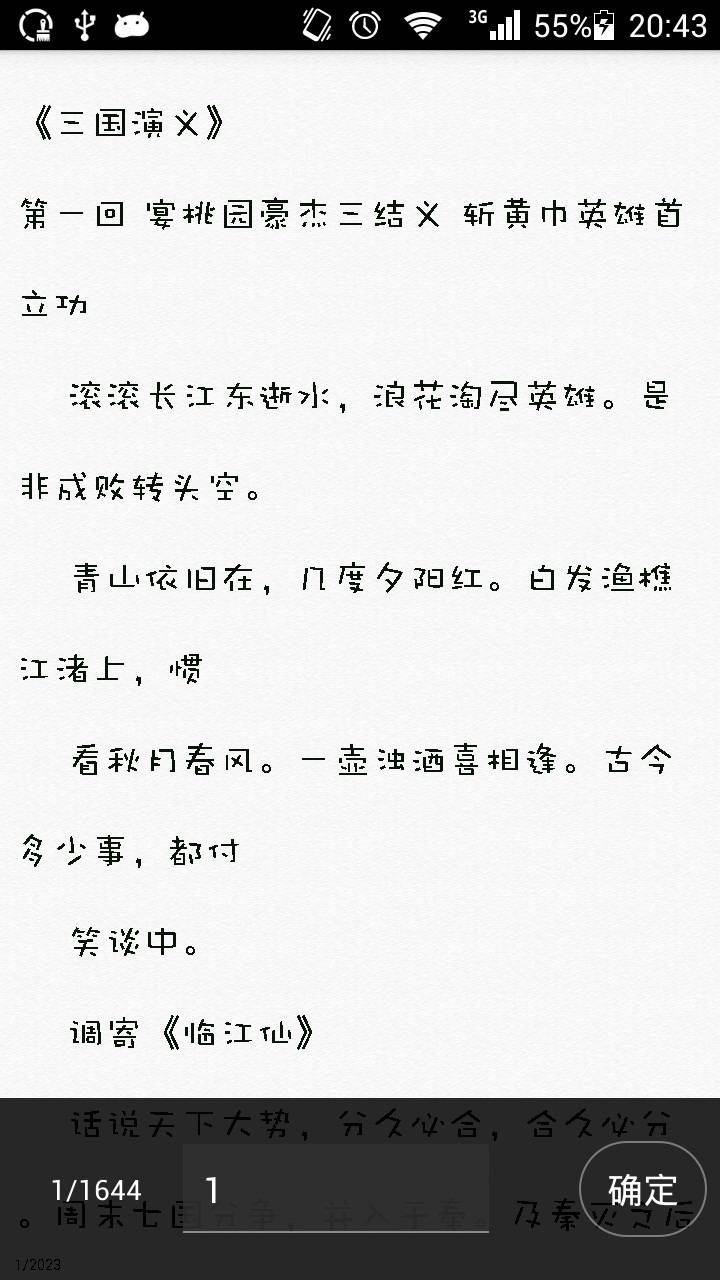 3G 55% 20:43
《三国演义》
第一回 宴桃园豪杰三结义 斩黄巾英雄首
立功
滚滚长江东逝水，浪花淘尽英雄。是
非成败转头空。
青山依旧在，几度夕阳红。白发渔樵
江渚上，惯
看秋月春风。一壶浊酒喜相逢。古今
多少事，都付
笑谈中。
调寄《临江仙》
话说天下大势，分久必合，合久必分
。周末七国分争，并入于秦。及秦灭之后
1/1644 1 确定
1/2023